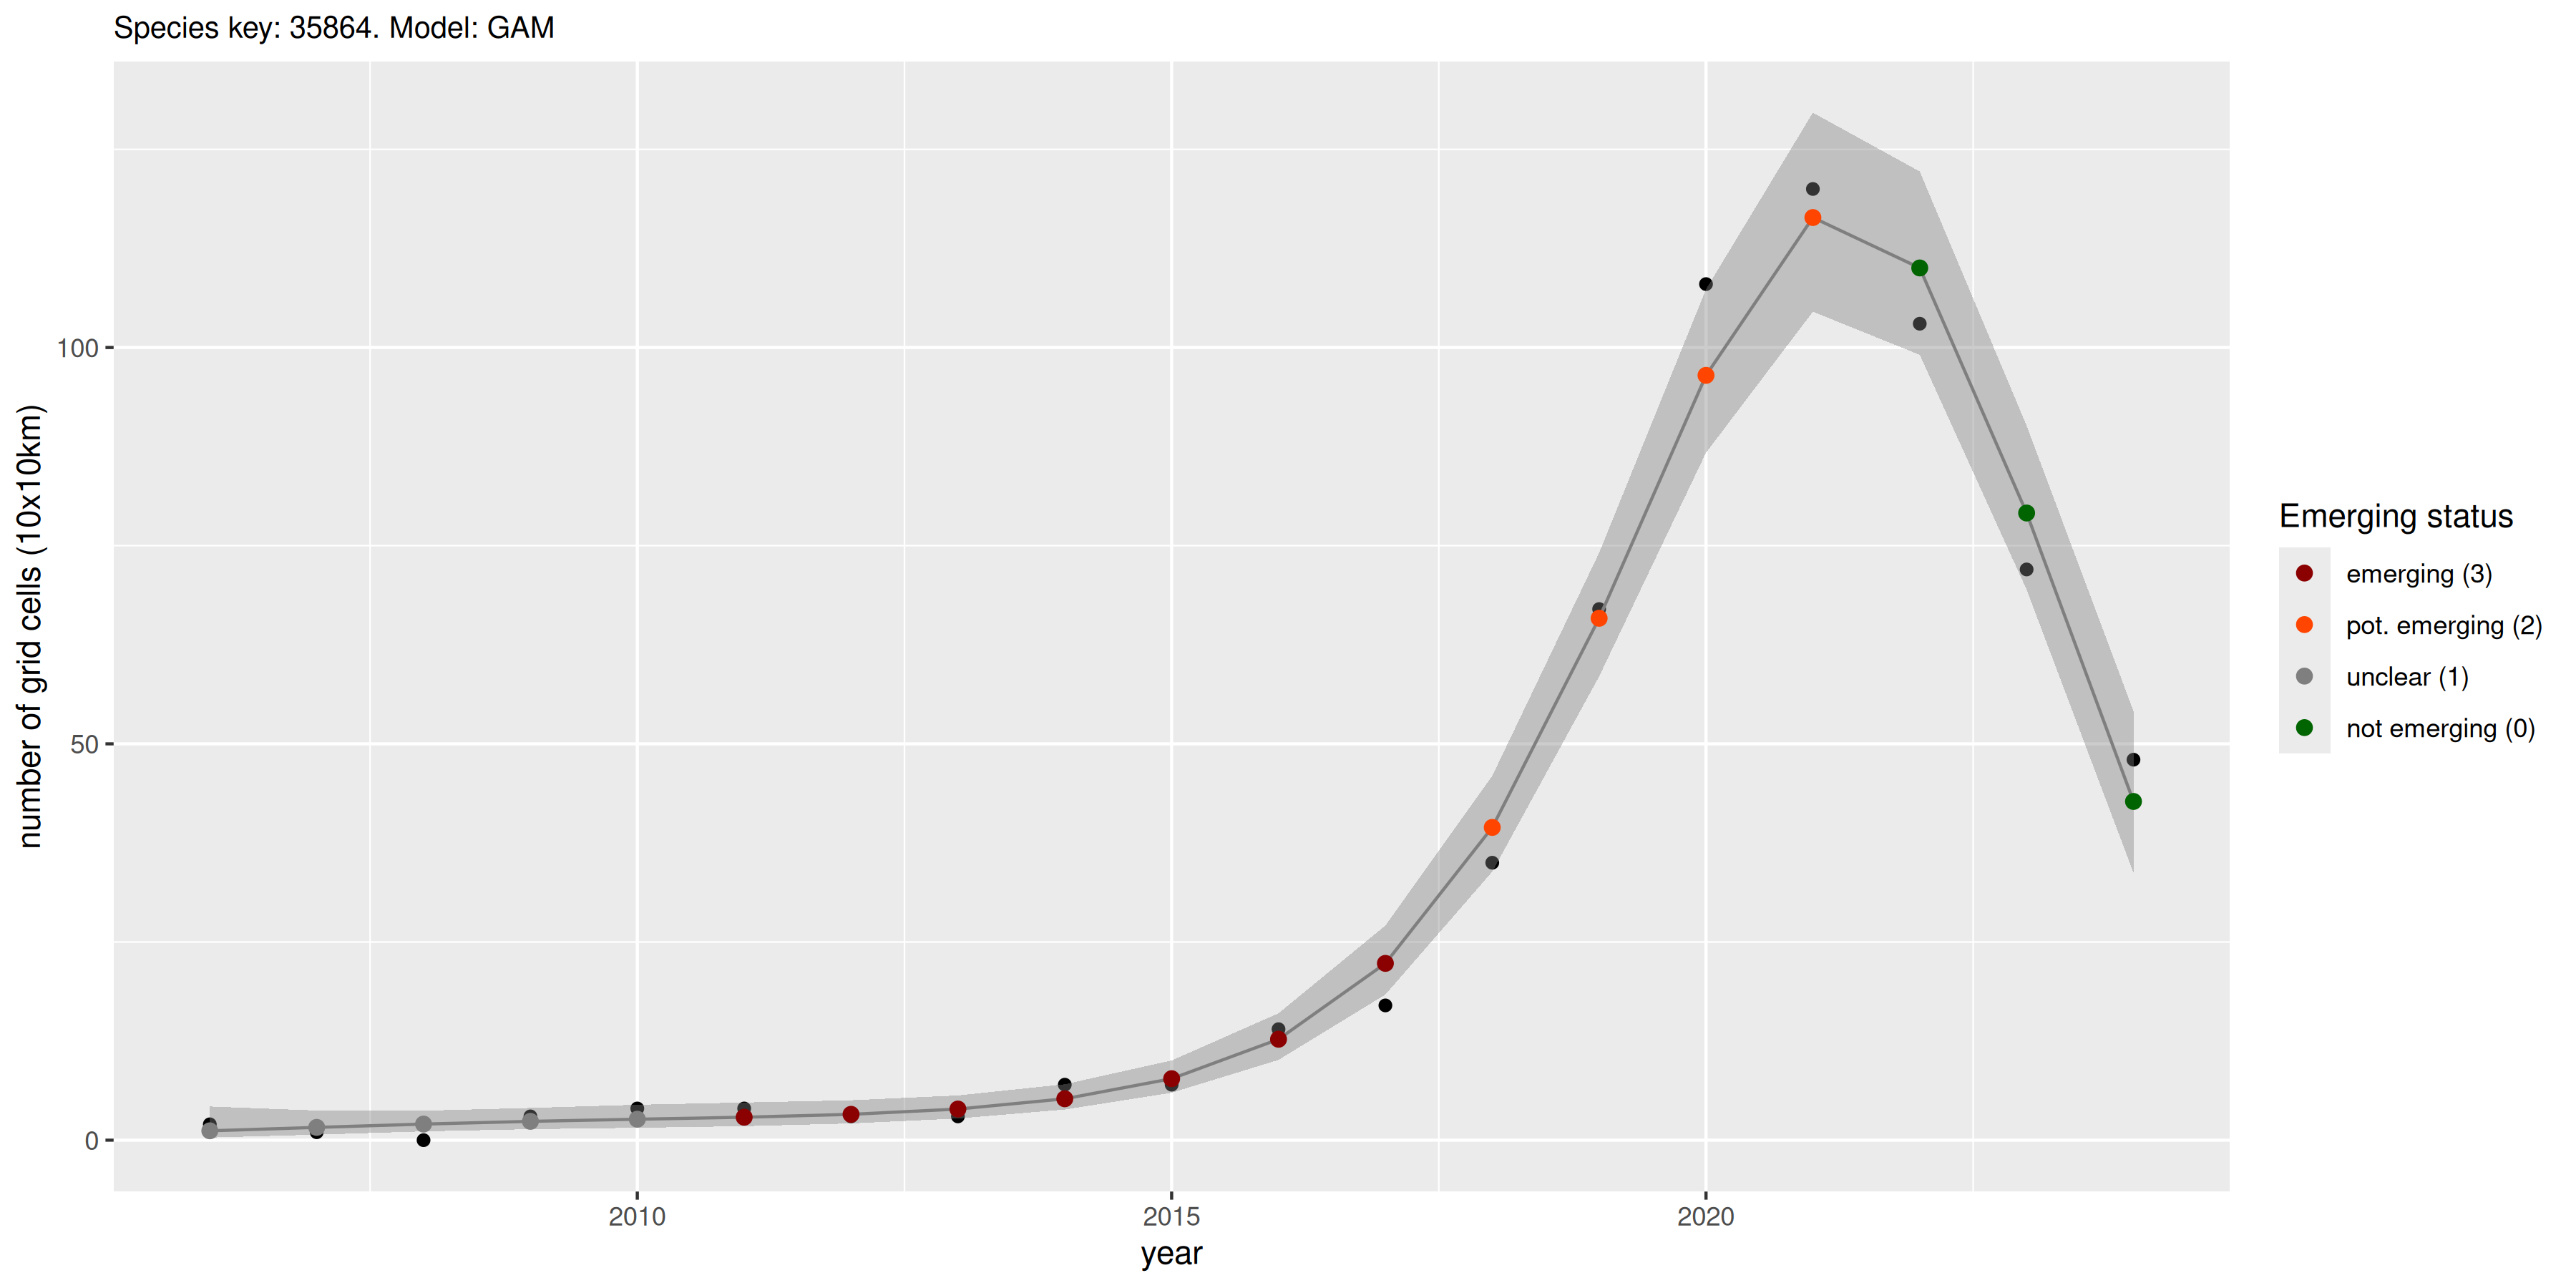 Species key: 35864. Model: GAM
number of grid cells (10x10km)
100
50
0
2010
2015
2020
year
Emerging status
emerging (3)
pot. emerging (2)
unclear (1)
not emerging (0)